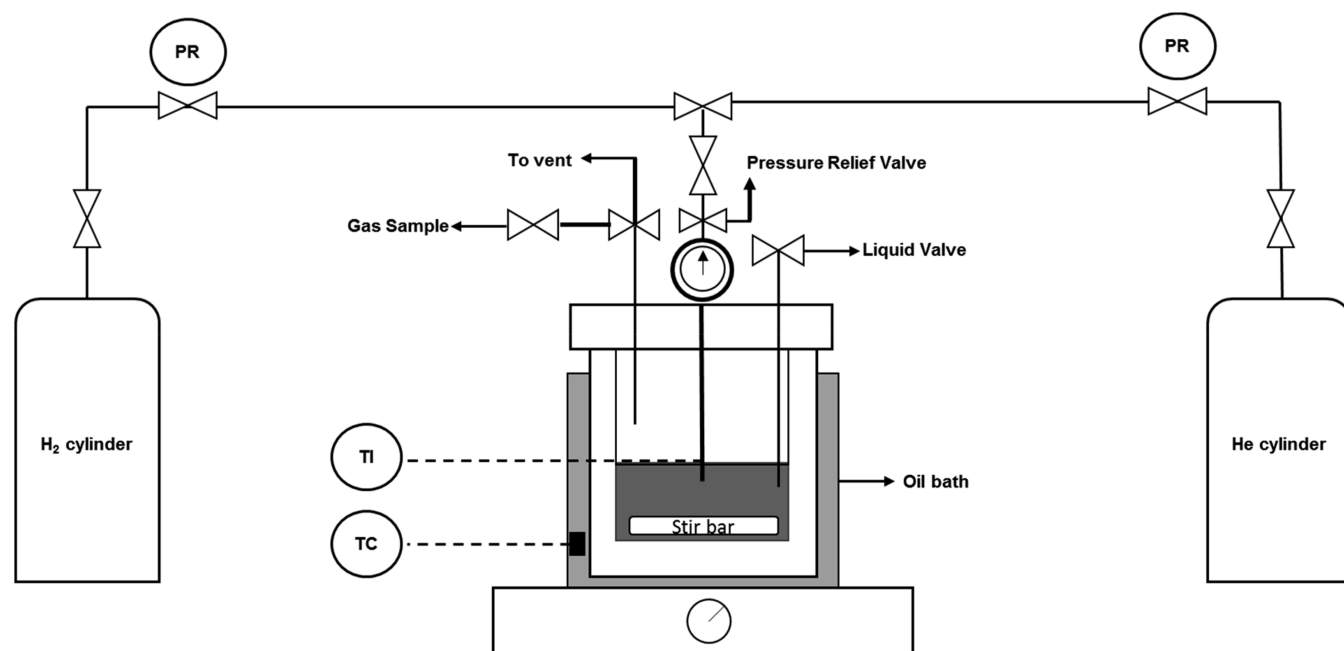 PR
PR
To vent
Pressure Relief Valve
Gas Sample
Liquid Valve
H₂ cylinder
TI
He cylinder
Oil bath
Stir bar
TC